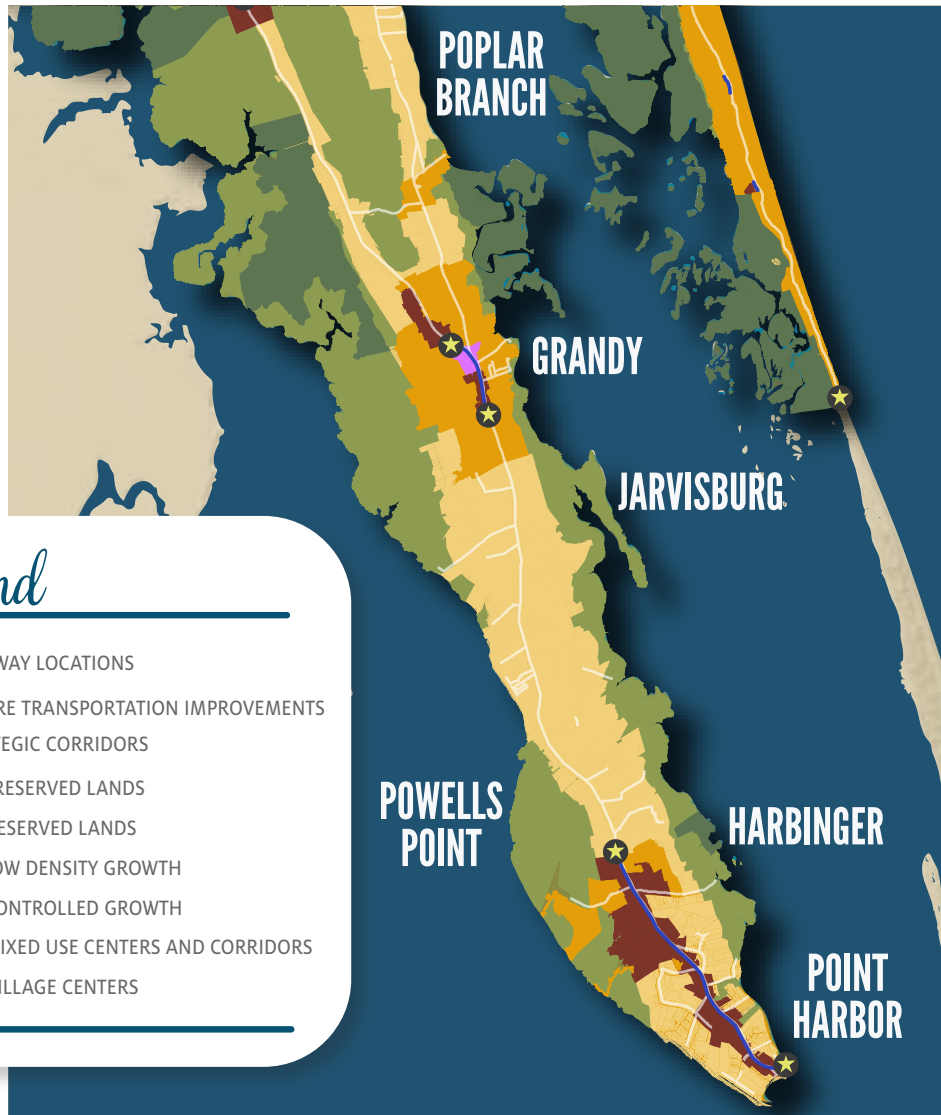 POPLAR
BRANCH
GRANDY
JARVISBURG
nd
WAY LOCATIONS
RE TRANSPORTATION IMPROVEMENTS
TEGIC CORRIDORS
RESERVED LANDS
ESERVED LANDS
OW DENSITY GROWTH
ONTROLLED GROWTH
IXED USE CENTERS AND CORRIDORS
ILLAGE CENTERS
POWELLS
POINT
HARBINGER
POINT
HARBOR